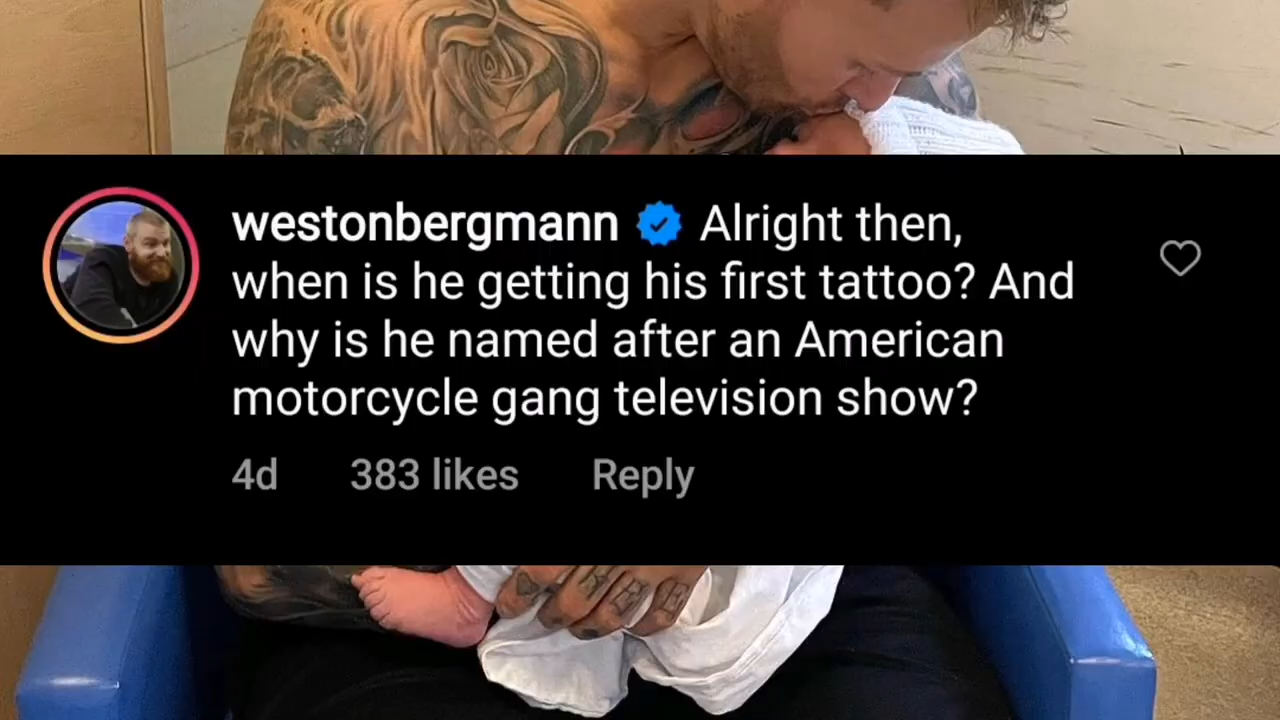 westonbergmann Alright then,
when is he getting his first tattoo? And
why is he named after an American
motorcycle gang television show?
4d 383 likes Reply